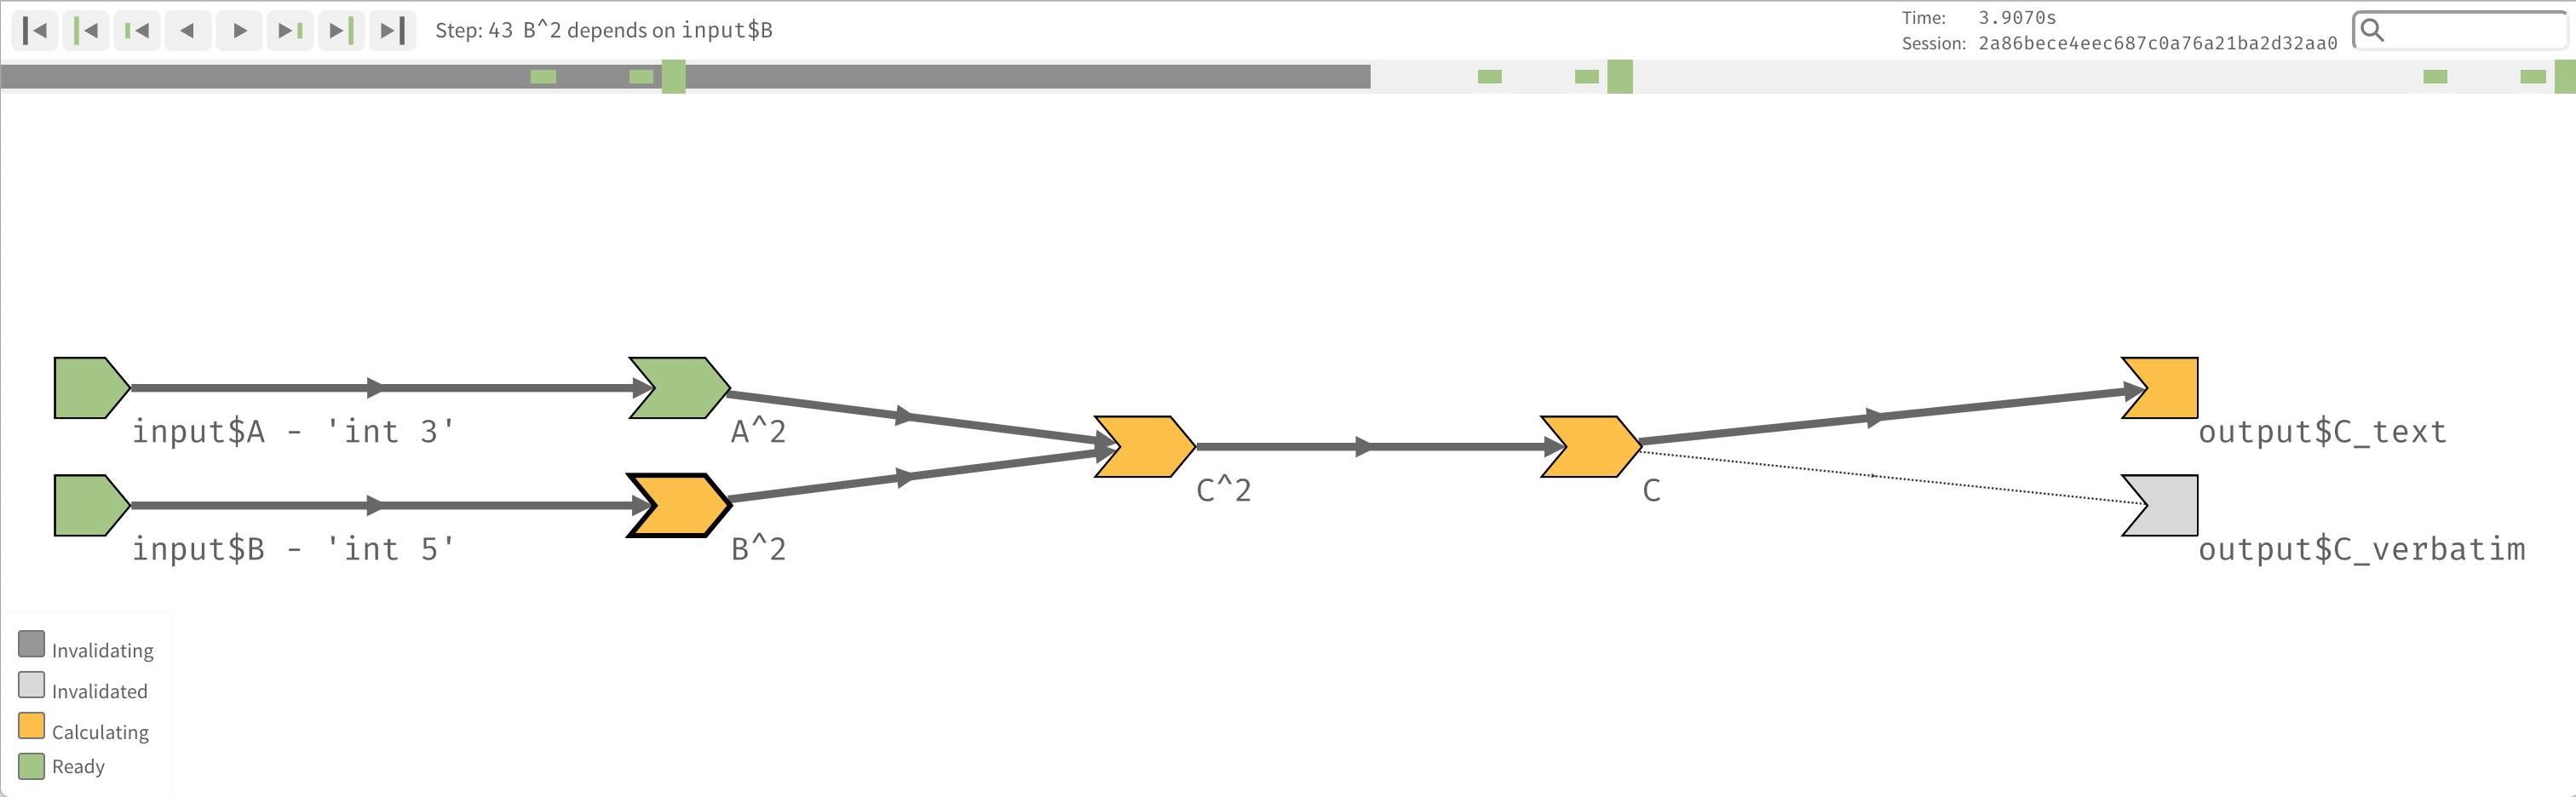 Step: 43 B^2 depends on input$B
Time: 3.9070s
Session: 2a86bece4eec687c0a76a21ba2d32aa0
input$A - 'int 3'
A^2
output$C_text
C^2
C
input$B - 'int 5'
B^2
output$C_verbatim
Invalidating
Invalidated
Calculating
Ready